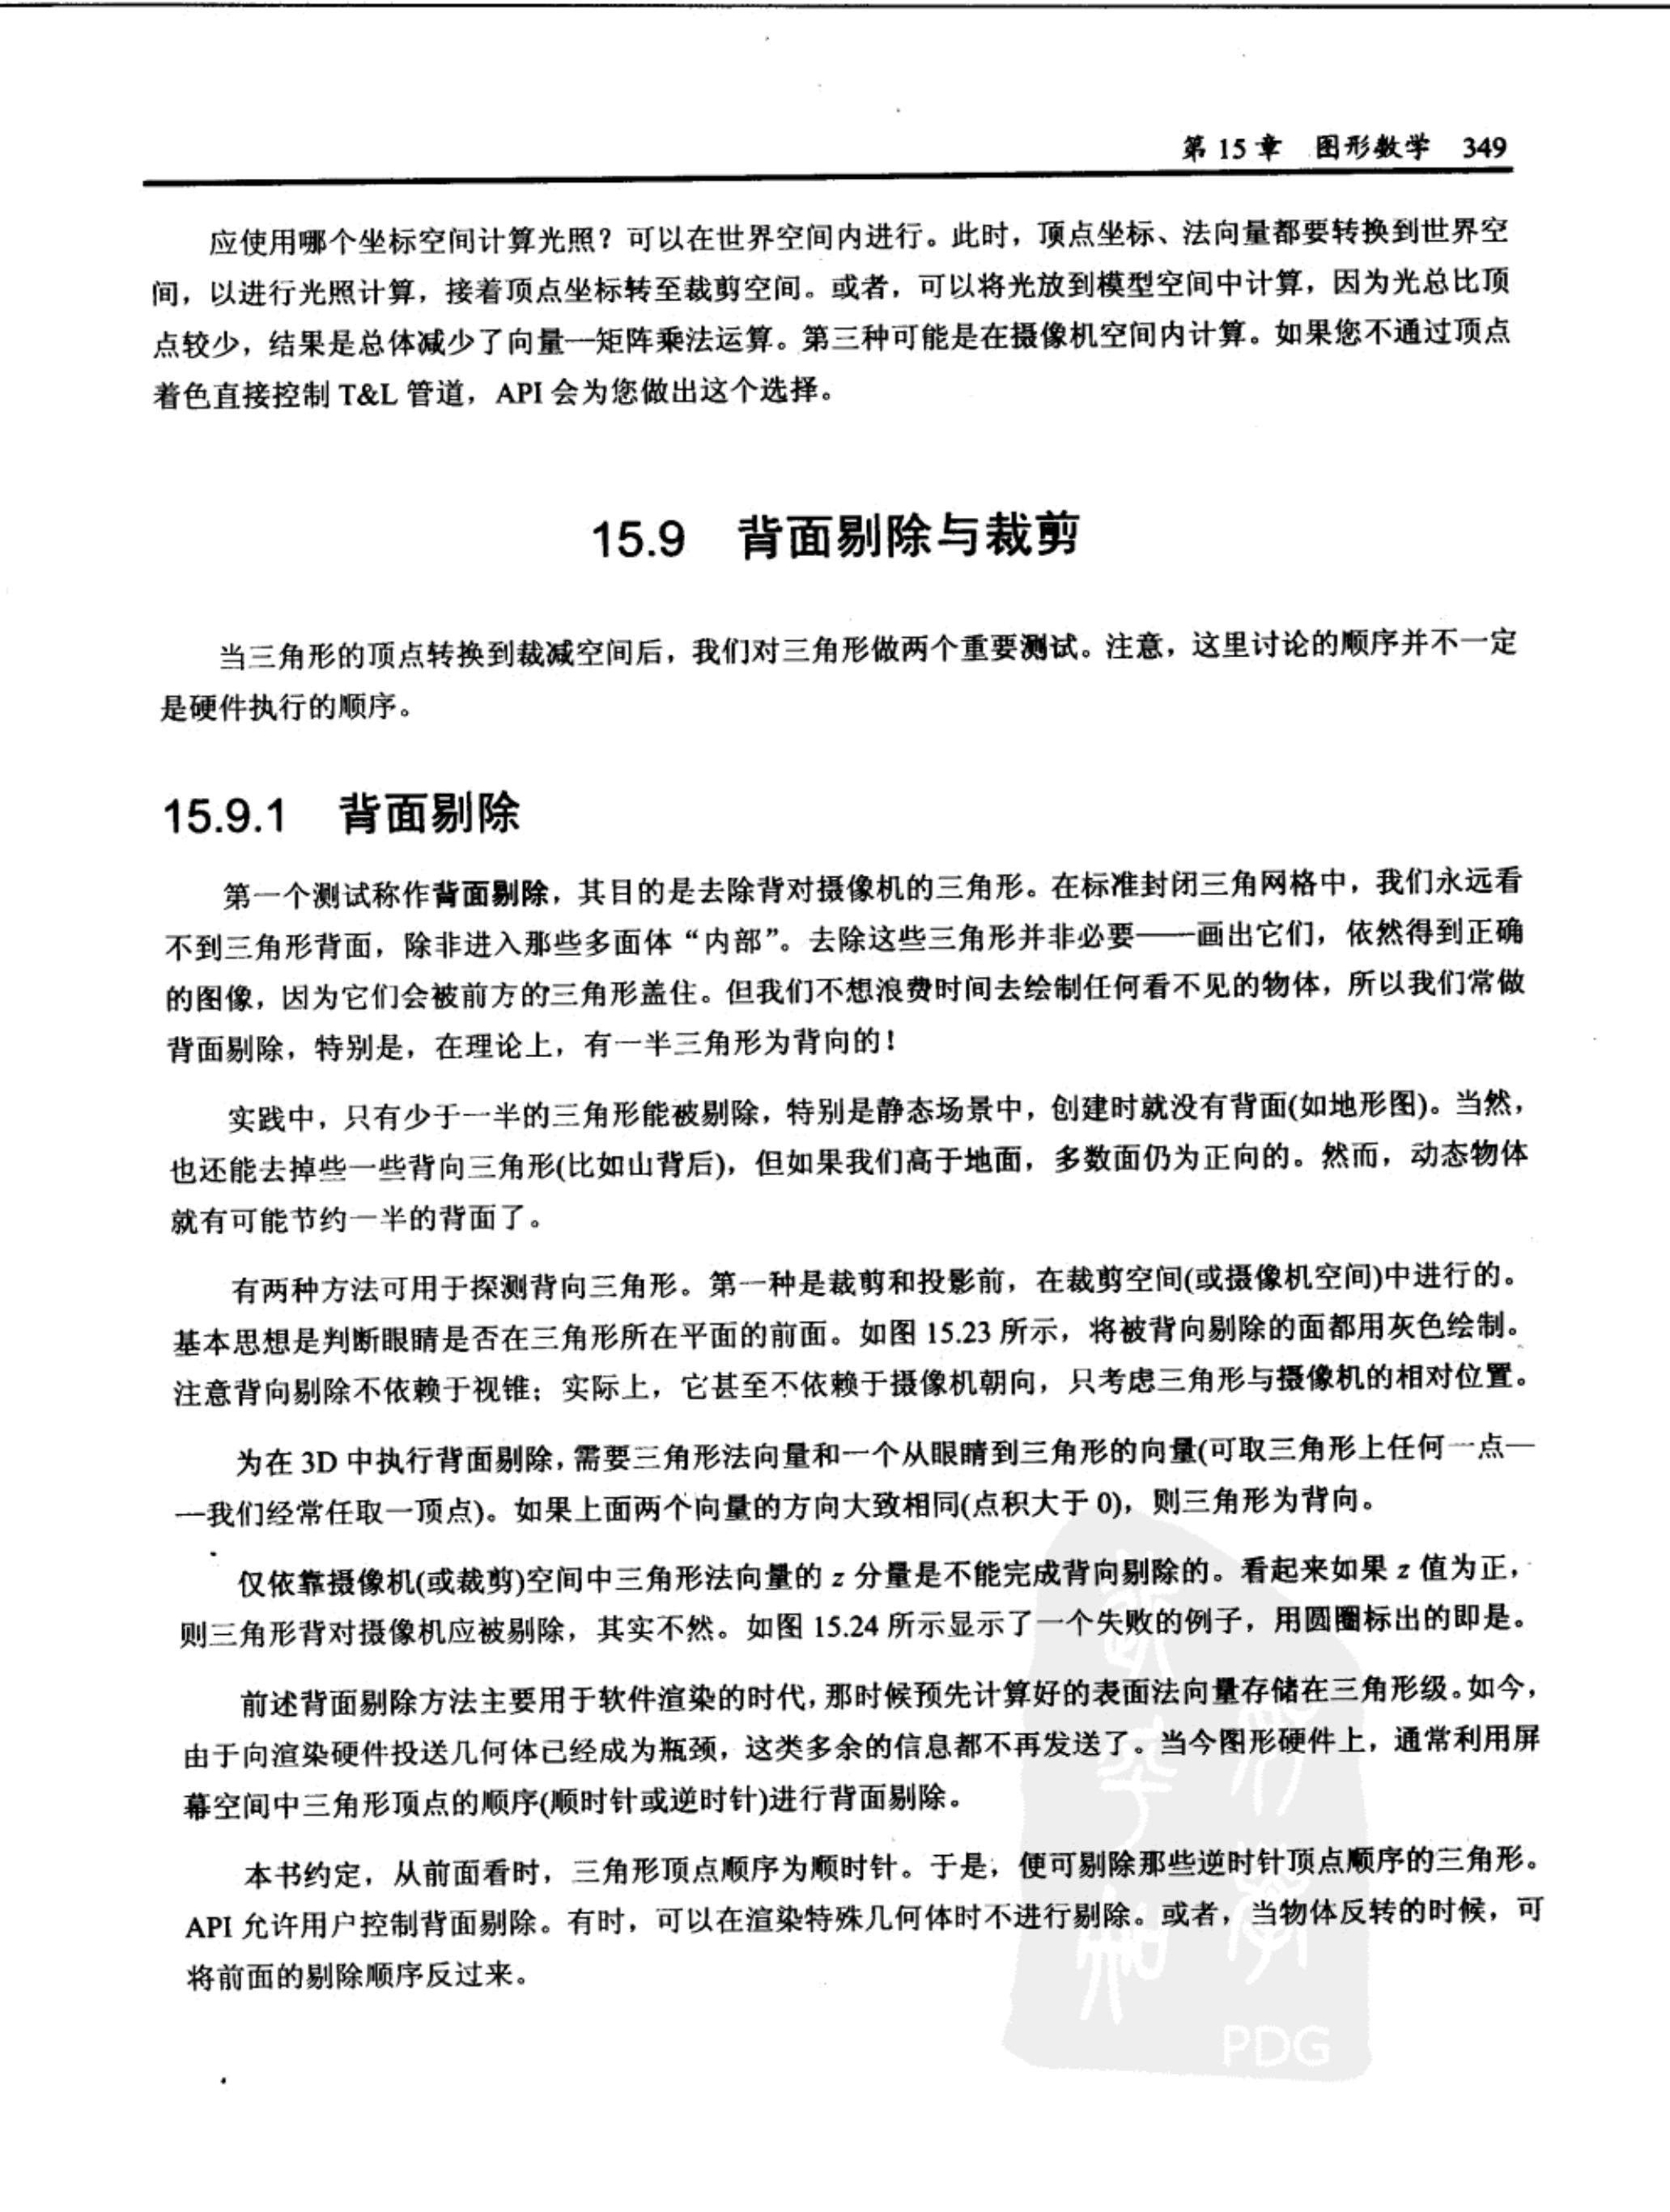 第 15 章 图形数学 349
应使用哪个坐标空间计算光照？可以在世界空间内进行。此时，顶点坐标、法向量都要转换到世界空
间，以进行光照计算，接着顶点坐标转至裁剪空间。或者，可以将光放到模型空间中计算，因为光总比顶
点较少，结果是总体减少了向量—矩阵乘法运算。第三种可能是在摄像机空间内计算。如果您不通过顶点
着色直接控制 T&L 管道，API 会为您做出这个选择。
15.9 背面剔除与裁剪
当三角形的顶点转换到裁减空间后，我们对三角形做两个重要测试。注意，这里讨论的顺序并不一定
是硬件执行的顺序。
15.9.1 背面剔除
第一个测试称作背面剔除，其目的是去除背对摄像机的三角形。在标准封闭三角网格中，我们永远看
不到三角形背面，除非进入那些多面体“内部”。去除这些三角形并非必要——画出它们，依然得到正确
的图像，因为它们会被前方的三角形盖住。但我们不想浪费时间去绘制任何看不见的物体，所以我们常做
背面剔除，特别是，在理论上，有一半三角形为背向的！
实践中，只有少于一半的三角形能被剔除，特别是静态场景中，创建时就没有背面(如地形图)。当然，
也还能去掉些一些背向三角形(比如山背后)，但如果我们高于地面，多数面仍为正向的。然而，动态物体
就有可能节约一半的背面了。
有两种方法可用于探测背向三角形。第一种是裁剪和投影前，在裁剪空间(或摄像机空间)中进行的。
基本思想是判断眼睛是否在三角形所在平面的前面。如图 15.23 所示，将被背向剔除的面都用灰色绘制。
注意背向剔除不依赖于视锥；实际上，它甚至不依赖于摄像机朝向，只考虑三角形与摄像机的相对位置。
为在 3D 中执行背面剔除，需要三角形法向量和一个从眼睛到三角形的向量(可取三角形上任何一点—
—我们经常任取一顶点)。如果上面两个向量的方向大致相同(点积大于 0)，则三角形为背向。
仅依靠摄像机(或裁剪)空间中三角形法向量的 z 分量是不能完成背向剔除的。看起来如果 z 值为正，
则三角形背对摄像机应被剔除，其实不然。如图 15.24 所示显示了一个失败的例子，用圆圈标出的即是。
前述背面剔除方法主要用于软件渲染的时代，那时候预先计算好的表面法向量存储在三角形级。如今，
由于向渲染硬件投送几何体已经成为瓶颈，这类多余的信息都不再发送了。当今图形硬件上，通常利用屏
幕空间中三角形顶点的顺序(顺时针或逆时针)进行背面剔除。
本书约定，从前面看时，三角形顶点顺序为顺时针。于是，便可剔除那些逆时针顶点顺序的三角形。
API 允许用户控制背面剔除。有时，可以在渲染特殊几何体时不进行剔除。或者，当物体反转的时候，可
将前面的剔除顺序反过来。
PDG